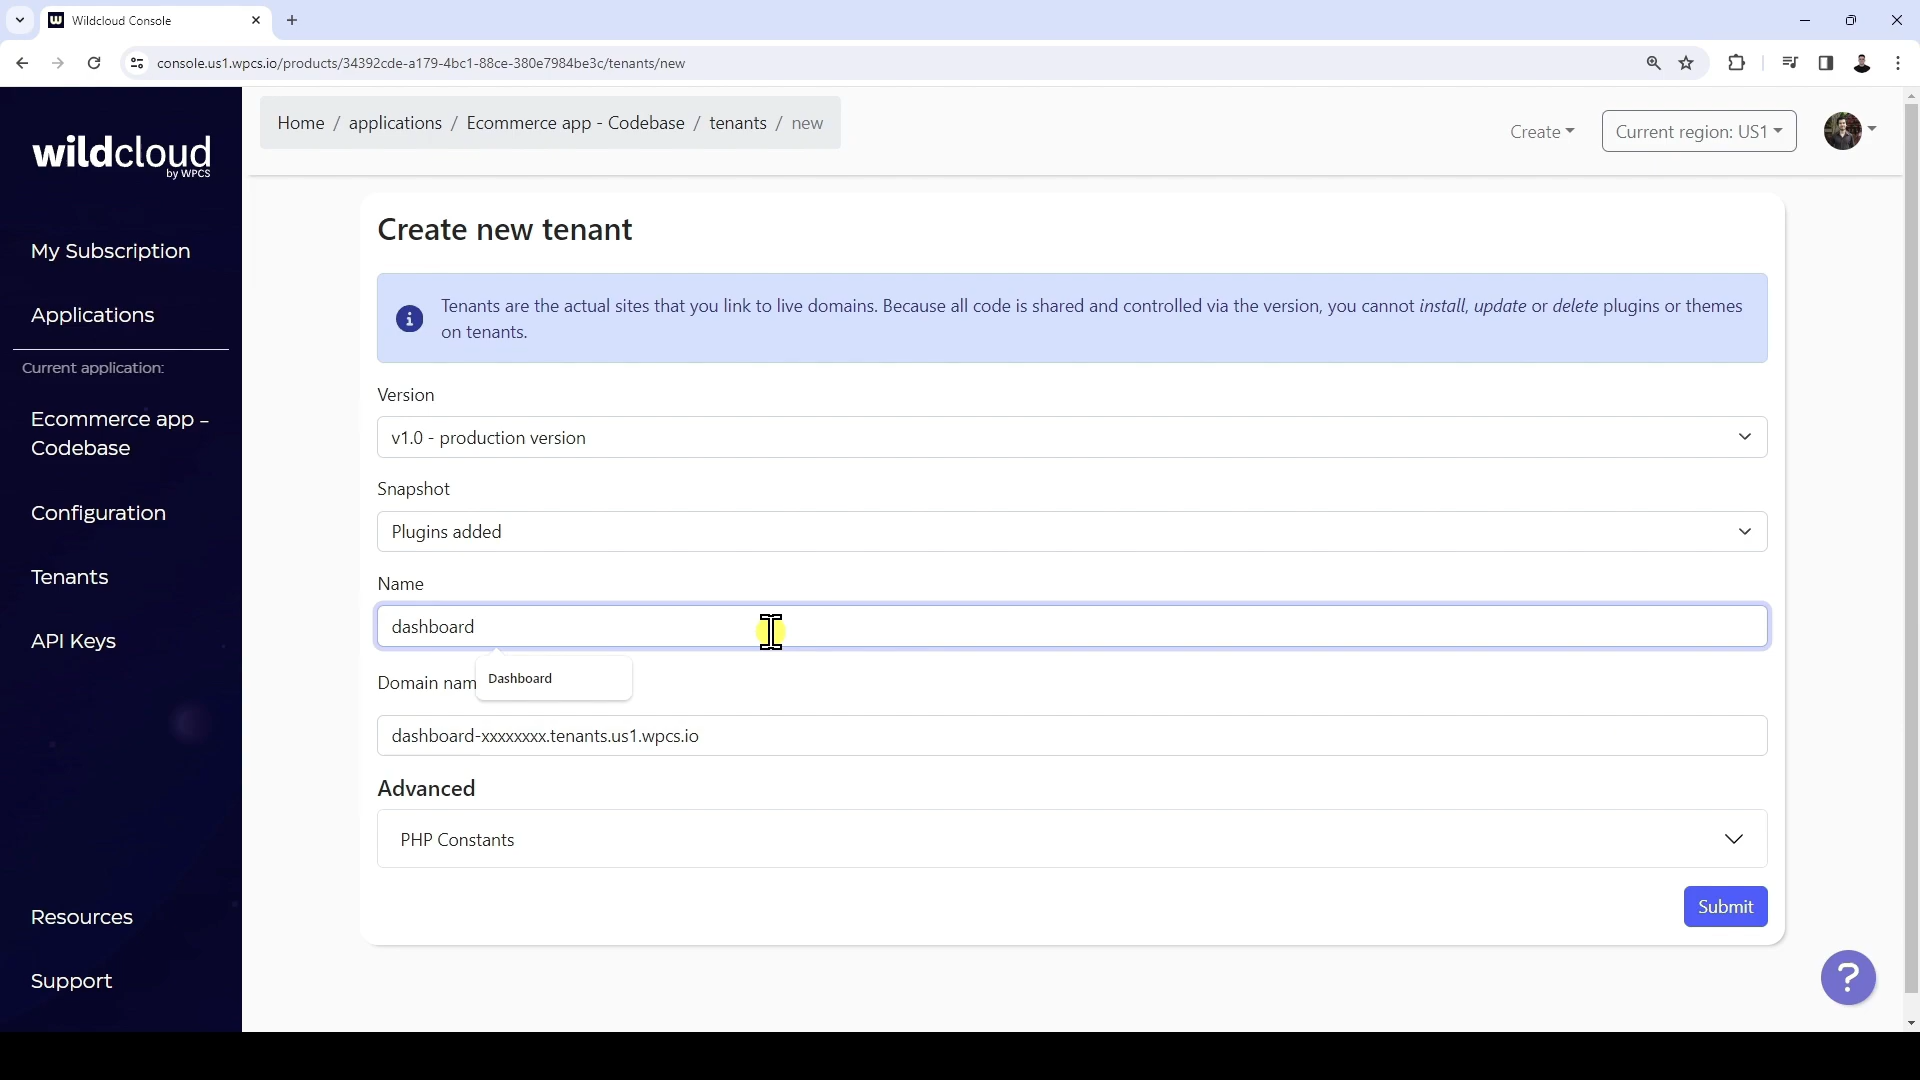 Wildcloud Console
console.us1.wpcs.io/products/34392cde-a179-4bc1-88ce-380e7984be3c/tenants/new
wildcloud
by WPCS
My Subscription
Applications
Current application:
Ecommerce app -
Codebase
Configuration
Tenants
API Keys
Resources
Support
Home / applications / Ecommerce app - Codebase / tenants / new
Create
Current region: US1
Create new tenant
Tenants are the actual sites that you link to live domains. Because all code is shared and controlled via the version, you cannot install, update or delete plugins or themes
on tenants.
Version
v1.0 - production version
Snapshot
Plugins added
Name
dashboard
Dashboard
Domain nam
dashboard-xxxxxxxx.tenants.us1.wpcs.io
Advanced
PHP Constants
Submit
?